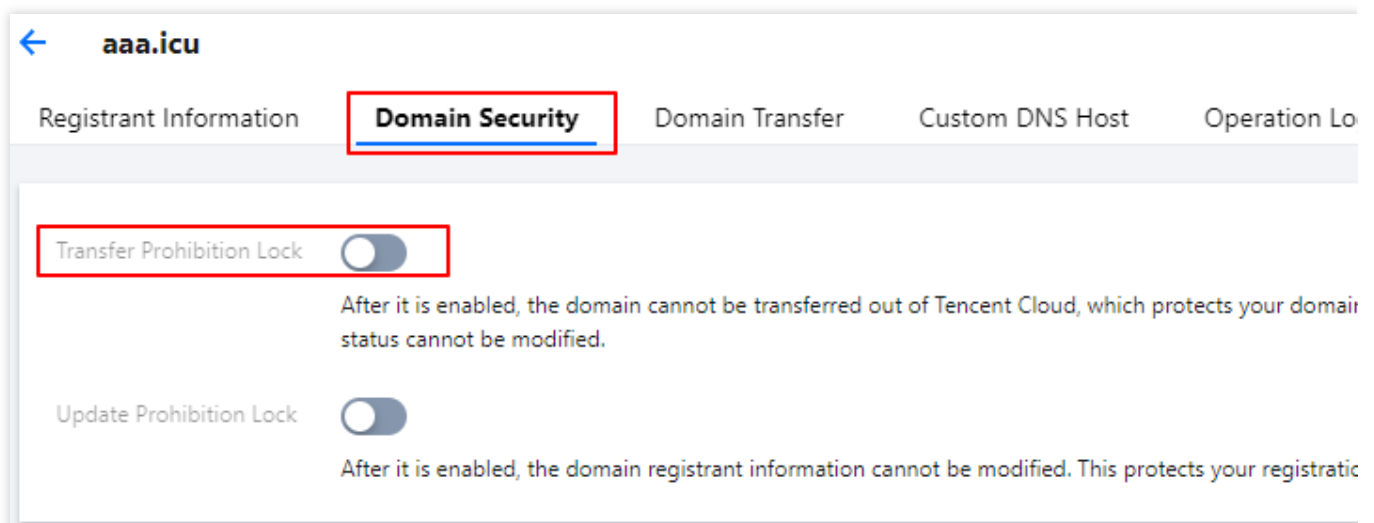 aaa.icu
Registrant Information Domain Security Domain Transfer Custom DNS Host Operation Lo
Transfer Prohibition Lock
After it is enabled, the domain cannot be transferred out of Tencent Cloud, which protects your domain
status cannot be modified.
Update Prohibition Lock
After it is enabled, the domain registrant information cannot be modified. This protects your registratio